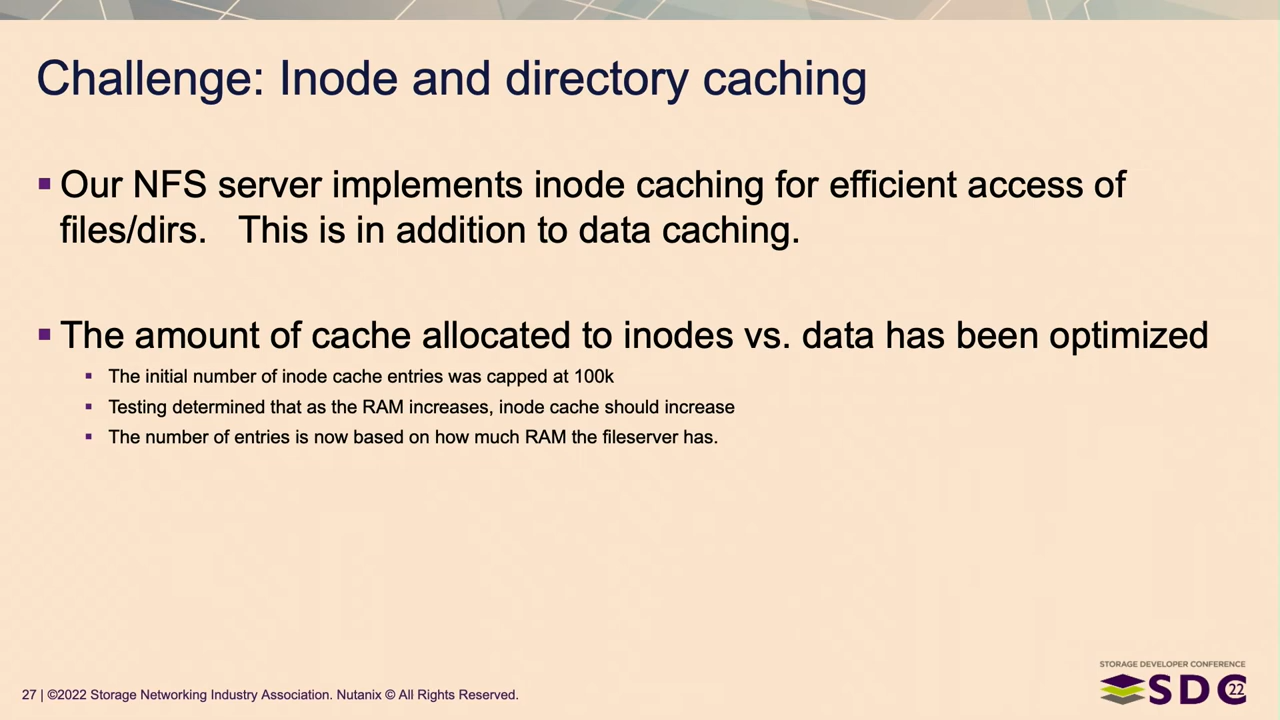 Challenge: Inode and directory caching
▪ Our NFS server implements inode caching for efficient access of
files/dirs.   This is in addition to data caching.
▪ The amount of cache allocated to inodes vs. data has been optimized
▪ The initial number of inode cache entries was capped at 100k
▪ Testing determined that as the RAM increases, inode cache should increase
▪ The number of entries is now based on how much RAM the fileserver has.
STORAGE DEVELOPER CONFERENCE
SDC 22
27 | ©2022 Storage Networking Industry Association. Nutanix © All Rights Reserved.